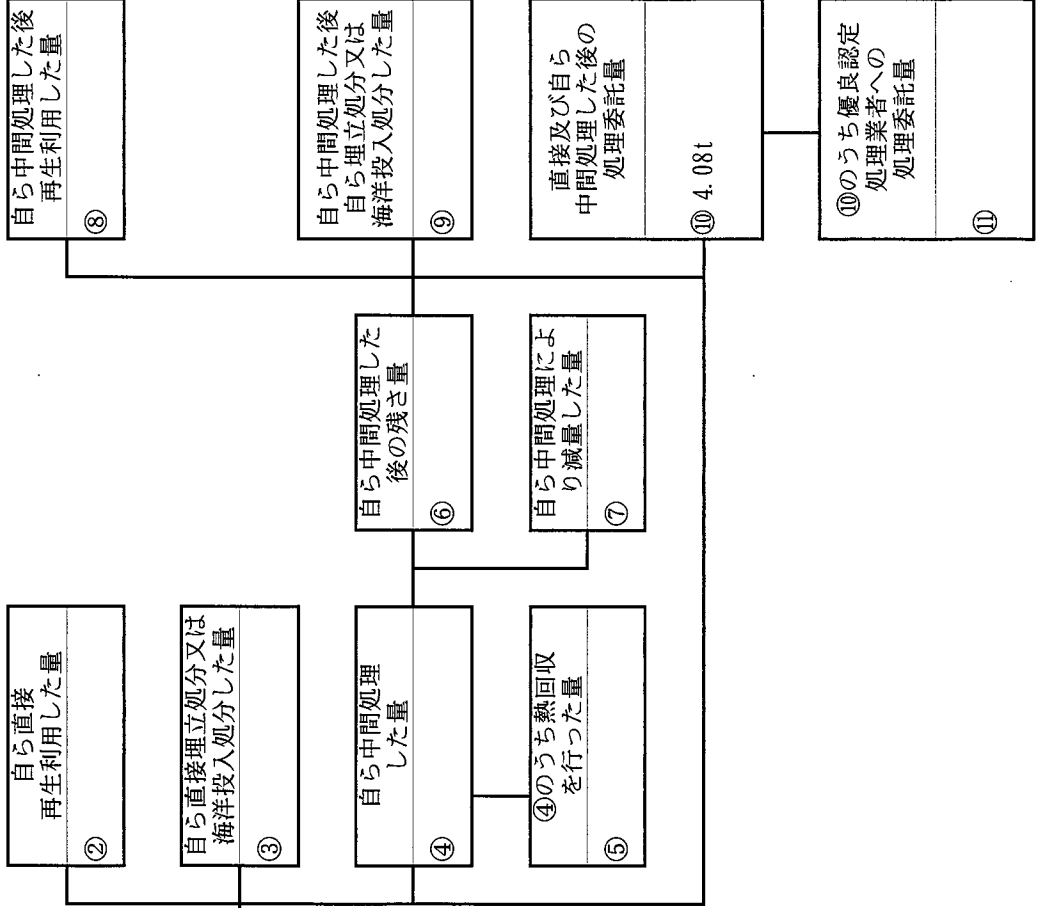 自ら直接
再生利用した量
②
自ら直接埋立処分又は
海洋投入処分した量
③
自ら中間処理
した量
④
④のうち熱回収
を行った量
⑤
自ら中間処理した
後の残さ量
⑥
自ら中間処理によ
り減量した量
⑦
自ら中間処理した後
再生利用した量
⑧
自ら中間処理した後
自ら埋立処分又は
海洋投入処分した量
⑨
直接及び自ら
中間処理した後の
処理委託量
⑩ 4.08t
⑩のうち優良認定
処理業者への
処理委託量
⑪